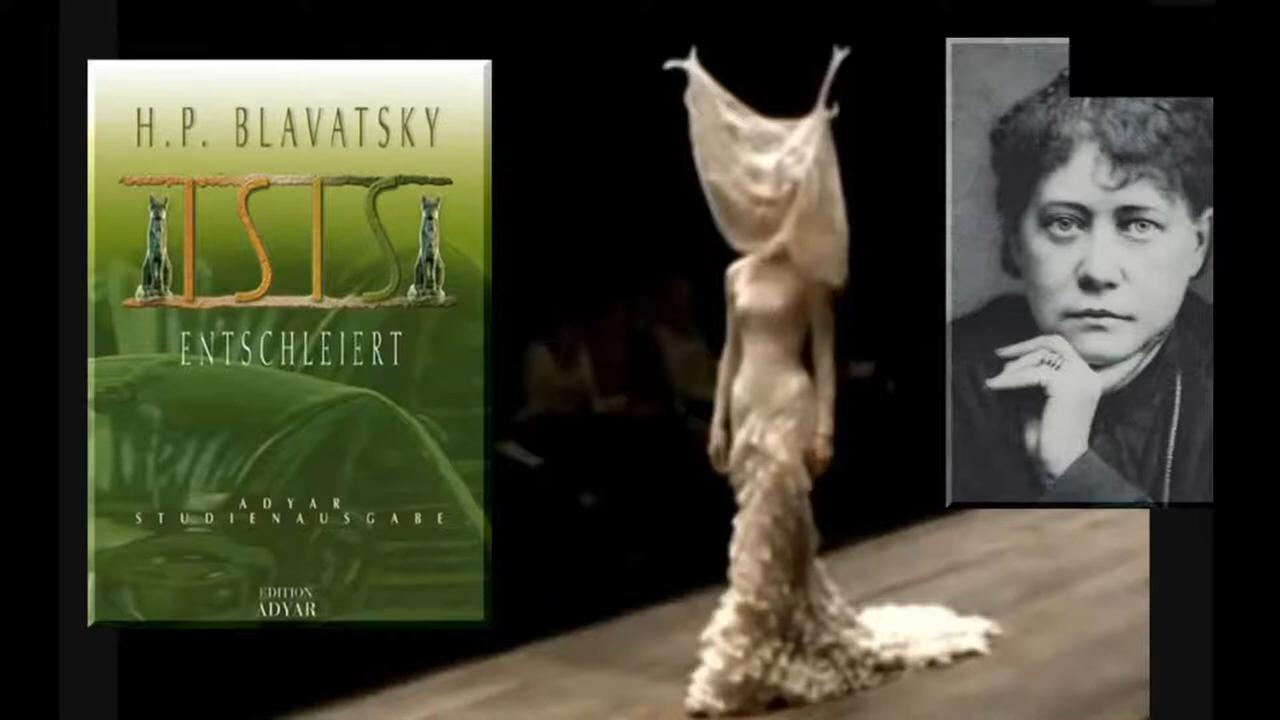 H.P. BLAVATSKY
ISIS
ENTSCHLEIERT
ADYAR
STUDIENAUSGABE
EDITION
ADYAR